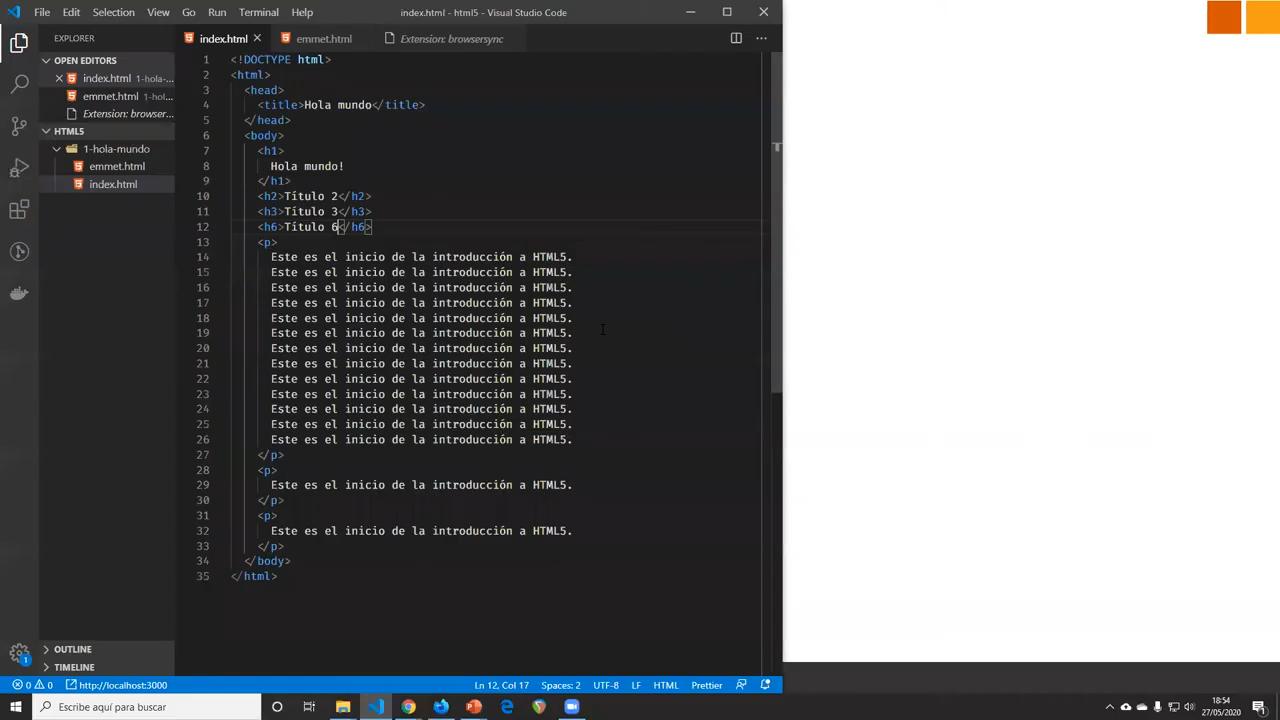 File Edit Selection View Go Run Terminal Help
index.html - html5 - Visual Studio Code
EXPLORER
OPEN EDITORS
index.html 1-hola-...
emmet.html 1-hol...
Extension: browser...
HTML5
1-hola-mundo
emmet.html
index.html
OUTLINE
TIMELINE
index.html
emmet.html
Extension: browsersync
1 <!DOCTYPE html>
2 <html>
3 <head>
4 <title>Hola mundo</title>
5 </head>
6 <body>
7 <h1>
8 Hola mundo!
9 </h1>
10 <h2>Título 2</h2>
11 <h3>Título 3</h3>
12 <h6>Título 6</h6>
13 <p>
14 Este es el inicio de la introducción a HTML5.
15 Este es el inicio de la introducción a HTML5.
16 Este es el inicio de la introducción a HTML5.
17 Este es el inicio de la introducción a HTML5.
18 Este es el inicio de la introducción a HTML5.
19 Este es el inicio de la introducción a HTML5.
20 Este es el inicio de la introducción a HTML5.
21 Este es el inicio de la introducción a HTML5.
22 Este es el inicio de la introducción a HTML5.
23 Este es el inicio de la introducción a HTML5.
24 Este es el inicio de la introducción a HTML5.
25 Este es el inicio de la introducción a HTML5.
26 Este es el inicio de la introducción a HTML5.
27 </p>
28 <p>
29 Este es el inicio de la introducción a HTML5.
30 </p>
31 <p>
32 Este es el inicio de la introducción a HTML5.
33 </p>
34 </body>
35 </html>
0 0 http://localhost:3000
Ln 12, Col 17 Spaces: 2 UTF-8 LF HTML Prettier
Escribe aquí para buscar
18:54
27/05/2020